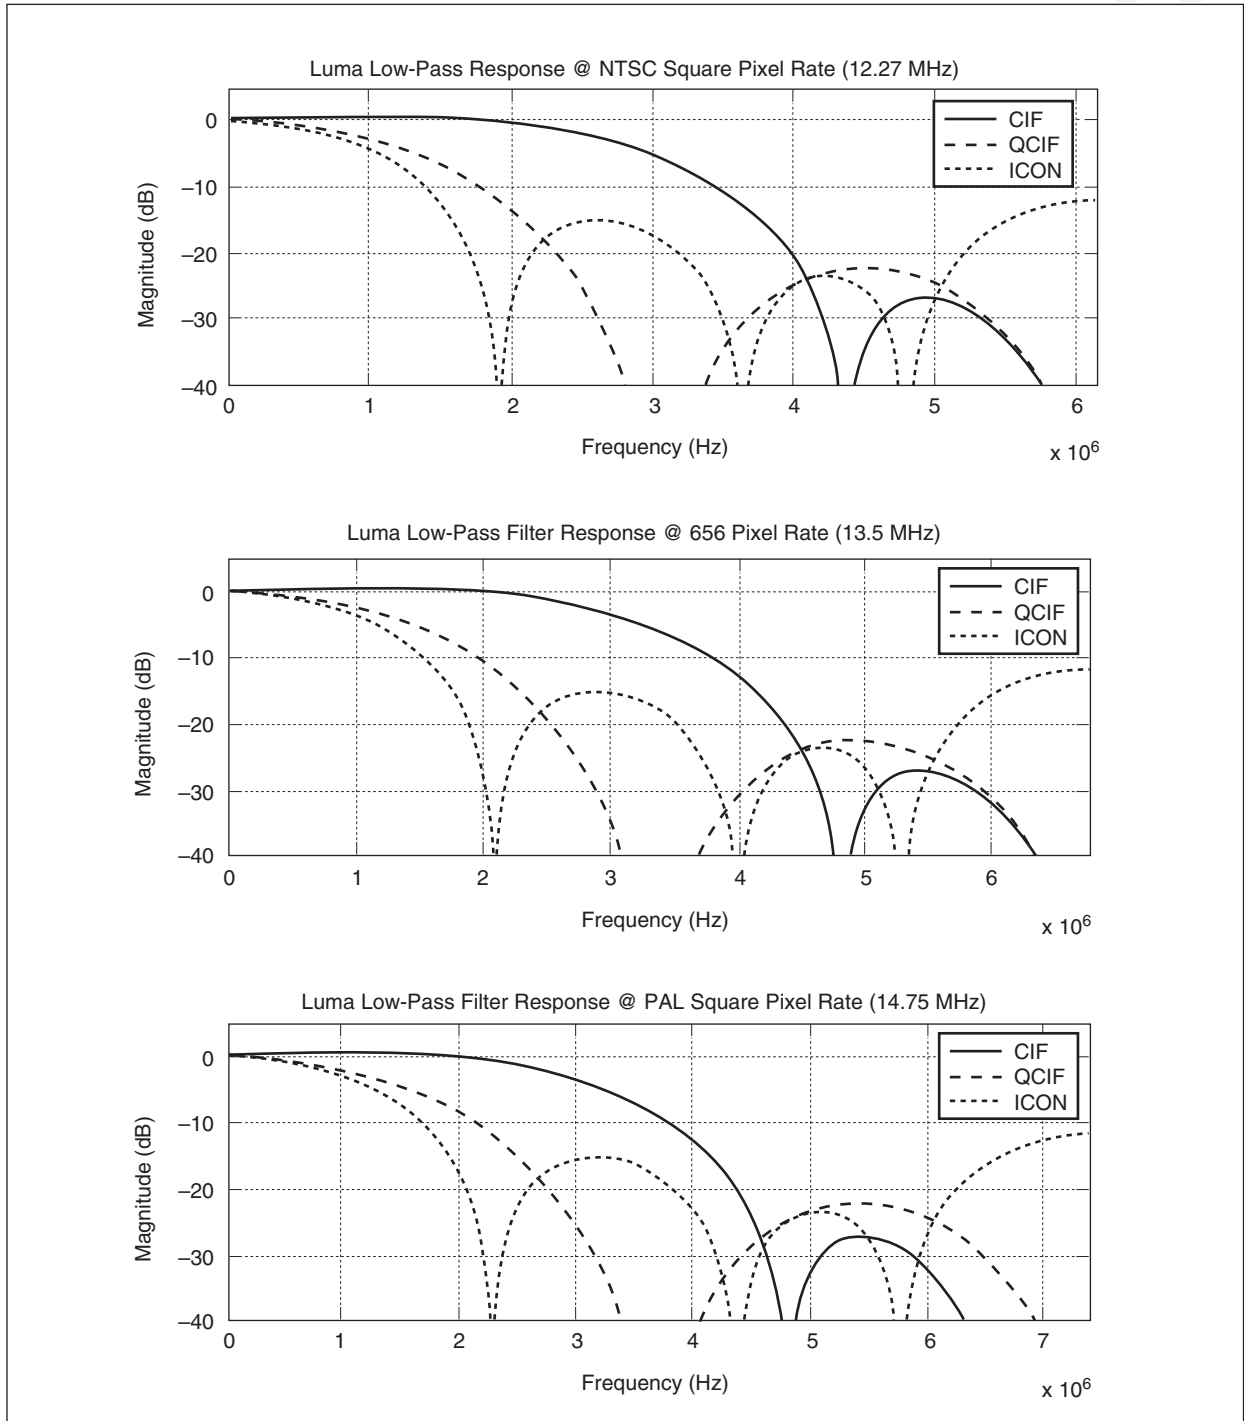 Luma Low-Pass Response @ NTSC Square Pixel Rate (12.27 MHz)
CIF
QCIF
ICON
Magnitude (dB)
0
–10
–20
–30
–40
0 1 2 3 4 5 6
Frequency (Hz)
x 10⁶
Luma Low-Pass Filter Response @ 656 Pixel Rate (13.5 MHz)
CIF
QCIF
ICON
Magnitude (dB)
0
–10
–20
–30
–40
0 1 2 3 4 5 6
Frequency (Hz)
x 10⁶
Luma Low-Pass Filter Response @ PAL Square Pixel Rate (14.75 MHz)
CIF
QCIF
ICON
Magnitude (dB)
0
–10
–20
–30
–40
0 1 2 3 4 5 6 7
Frequency (Hz)
x 10⁶